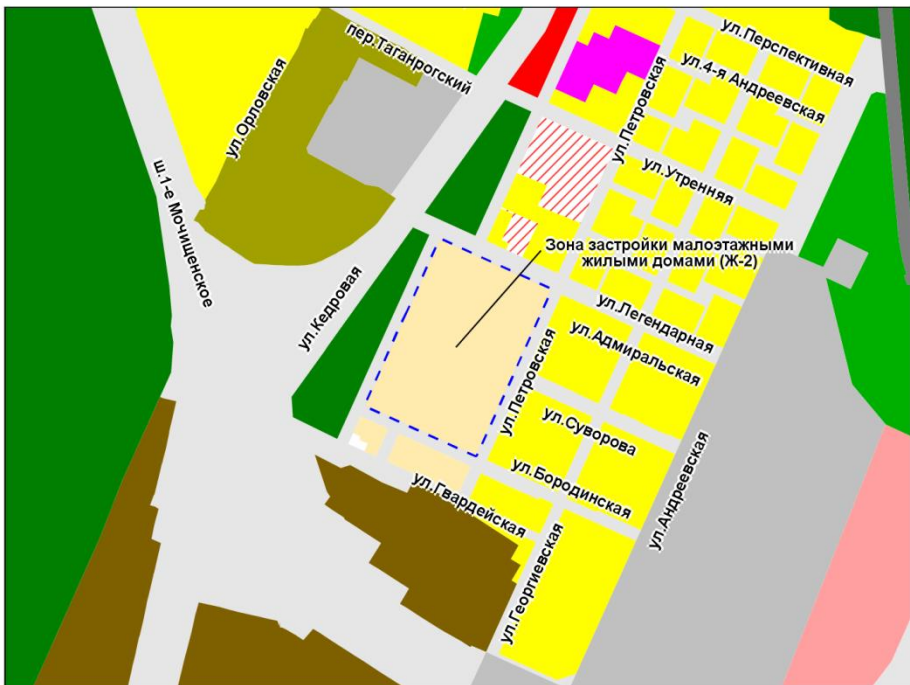 ул.Перспективная
пер.Таганрогский
ул.4-я Андреевская
ул.Орловская
ул.Петровская
ул.Утренняя
ш.1-е Мочищенское
Зона застройки малоэтажными
жилыми домами (Ж-2)
ул.Кедровая
ул.Легендарная
ул.Адмиральская
ул.Петровская
ул.Суворова
ул.Бородинская
ул.Андреевская
ул.Гвардейская
ул.Георгиевская